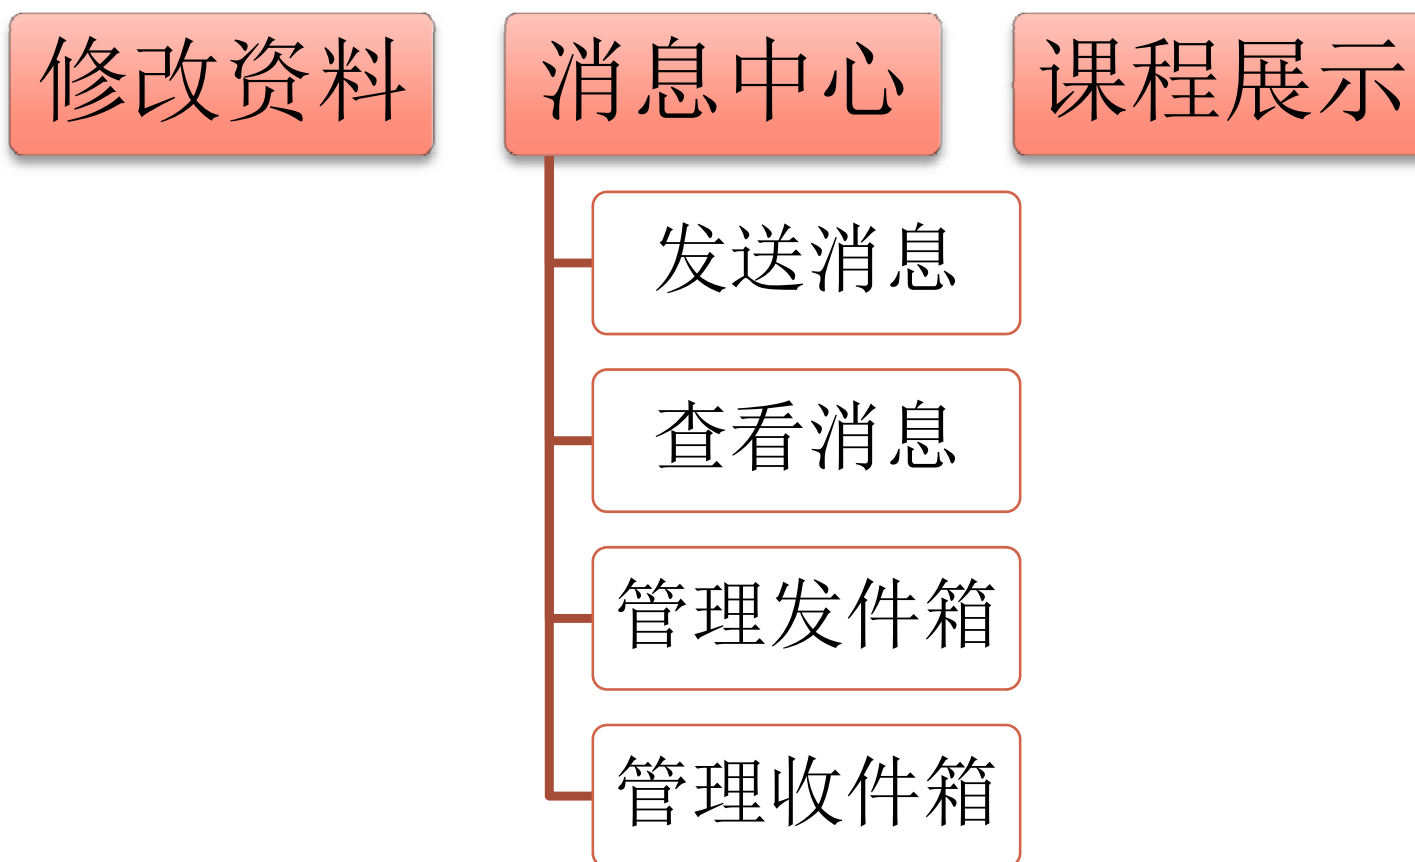 修改资料 消息中心 课程展示
发送消息
查看消息
管理发件箱
管理收件箱